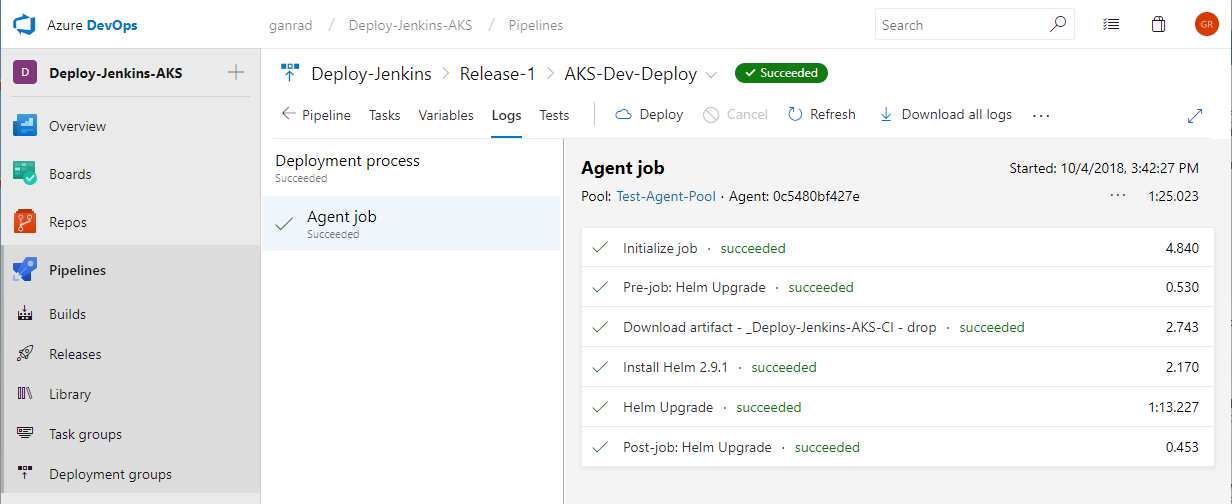 Azure DevOps
ganrad / Deploy-Jenkins-AKS / Pipelines
Search
GR
D Deploy-Jenkins-AKS
Overview
Boards
Repos
Pipelines
Builds
Releases
Library
Task groups
Deployment groups
Deploy-Jenkins > Release-1 > AKS-Dev-Deploy Succeeded
Pipeline Tasks Variables Logs Tests Deploy Cancel Refresh Download all logs ...
Deployment process
Succeeded
Agent job
Succeeded
Agent job Started: 10/4/2018, 3:42:27 PM
Pool: Test-Agent-Pool · Agent: 0c5480bf427e ... 1:25.023
Initialize job · succeeded 4.840
Pre-job: Helm Upgrade · succeeded 0.530
Download artifact - _Deploy-Jenkins-AKS-CI - drop · succeeded 2.743
Install Helm 2.9.1 · succeeded 2.170
Helm Upgrade · succeeded 1:13.227
Post-job: Helm Upgrade · succeeded 0.453